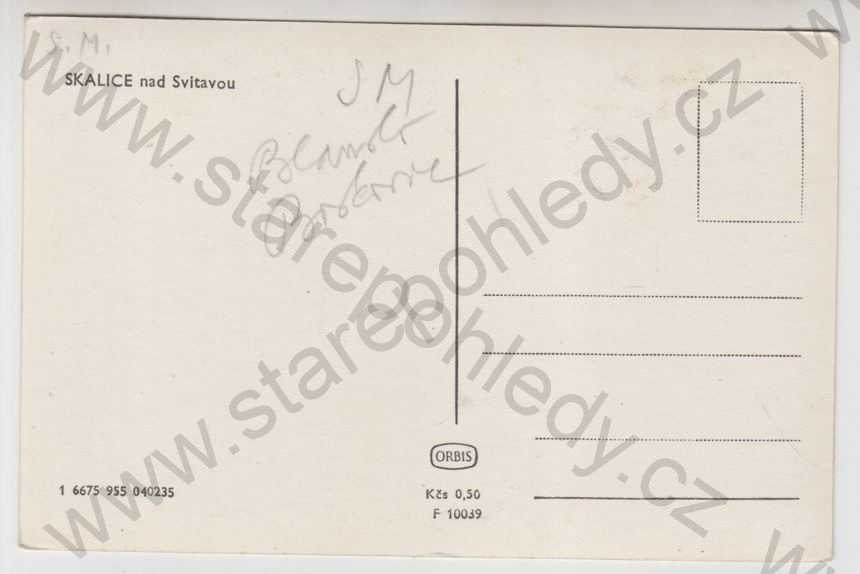 S. M.
SKALICE nad Svitavou
S M
Blansko
Boskovice
ORBIS
1 6675 955 040235
Kčs 0,50
F 10039
www.starepohledy.cz
www.starepohledy.cz